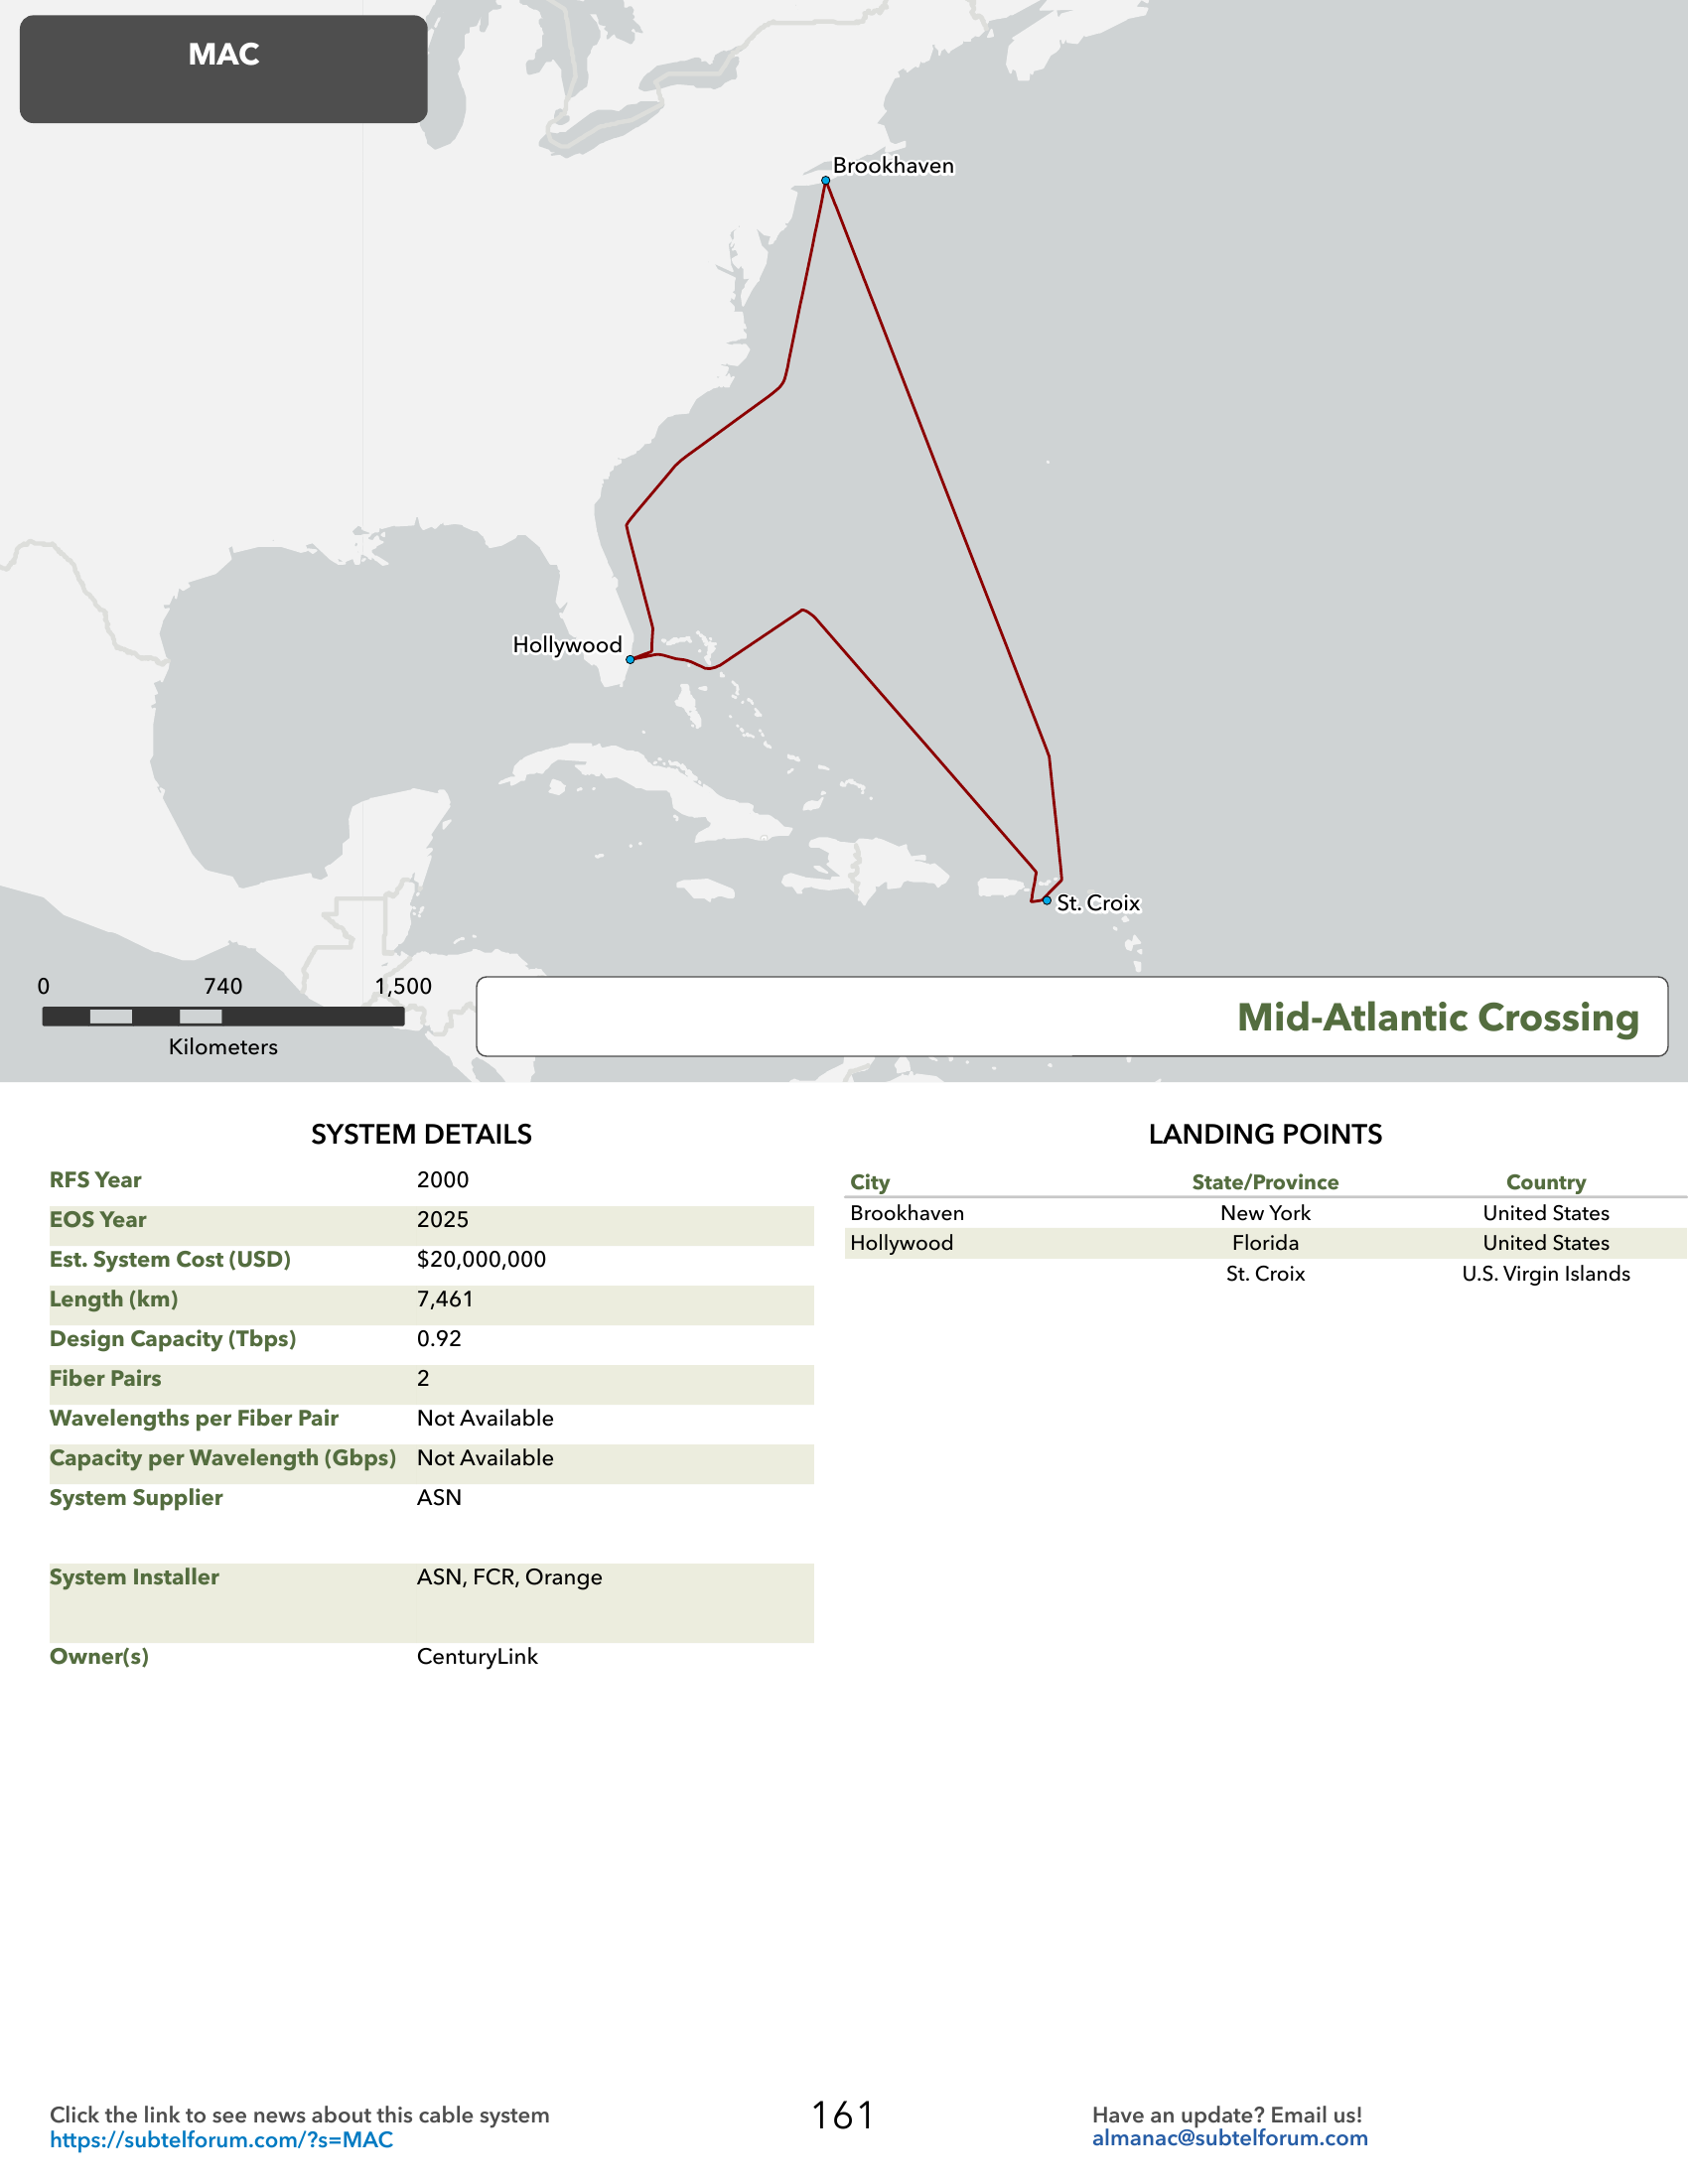 MAC
Brookhaven
Hollywood
St. Croix
0 740 1,500
Kilometers
Mid-Atlantic Crossing
SYSTEM DETAILS
RFS Year 2000
EOS Year 2025
Est. System Cost (USD) $20,000,000
Length (km) 7,461
Design Capacity (Tbps) 0.92
Fiber Pairs 2
Wavelengths per Fiber Pair Not Available
Capacity per Wavelength (Gbps) Not Available
System Supplier ASN
System Installer ASN, FCR, Orange
Owner(s) CenturyLink
LANDING POINTS
City State/Province Country
Brookhaven New York United States
Hollywood Florida United States
St. Croix U.S. Virgin Islands
Click the link to see news about this cable system
https://subtelforum.com/?s=MAC
161
Have an update? Email us!
almanac@subtelforum.com